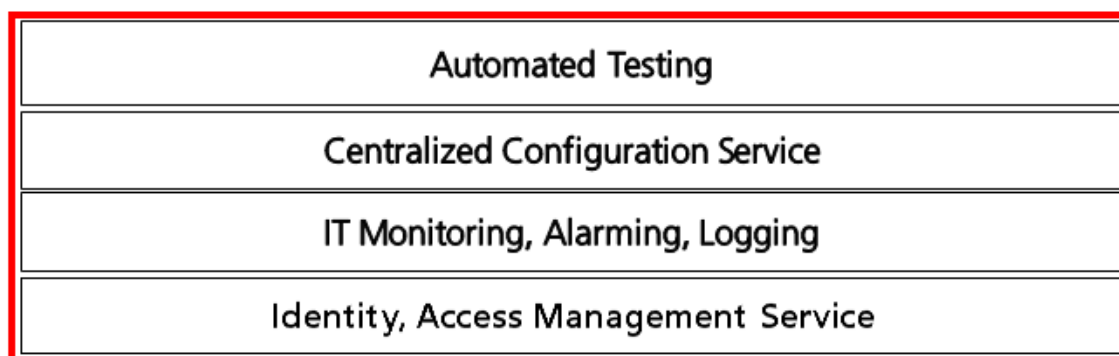 Automated Testing
Centralized Configuration Service
IT Monitoring, Alarming, Logging
Identity, Access Management Service